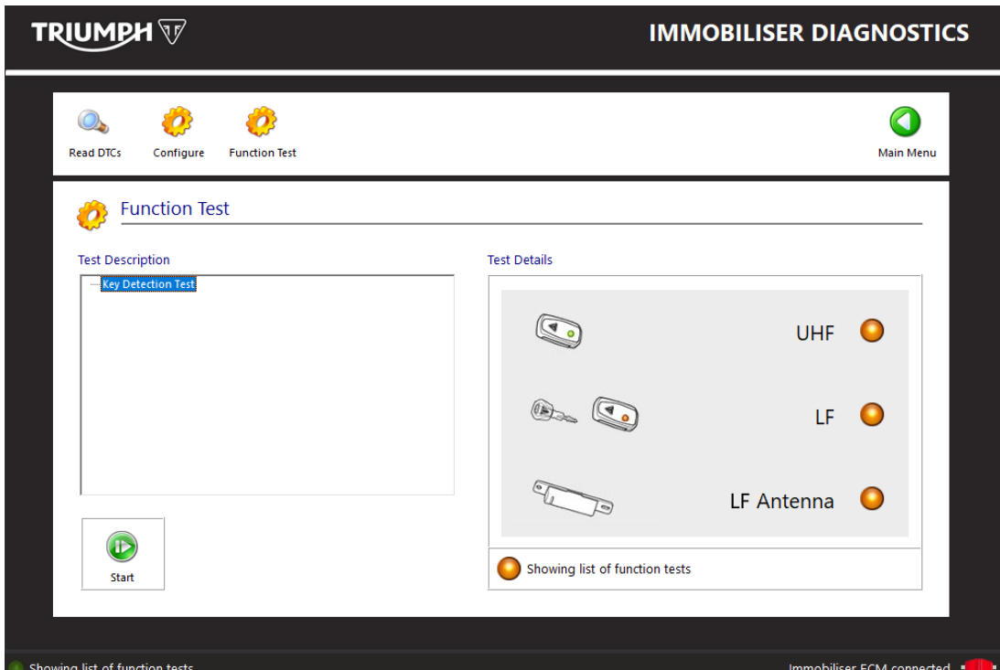 TRIUMPH
IMMOBILISER DIAGNOSTICS
Read DTCs
Configure
Function Test
Main Menu
Function Test
Test Description
Test Details
Key Detection Test
UHF
LF
LF Antenna
Start
Showing list of function tests
Showing list of function tests
Immobiliser ECM connected